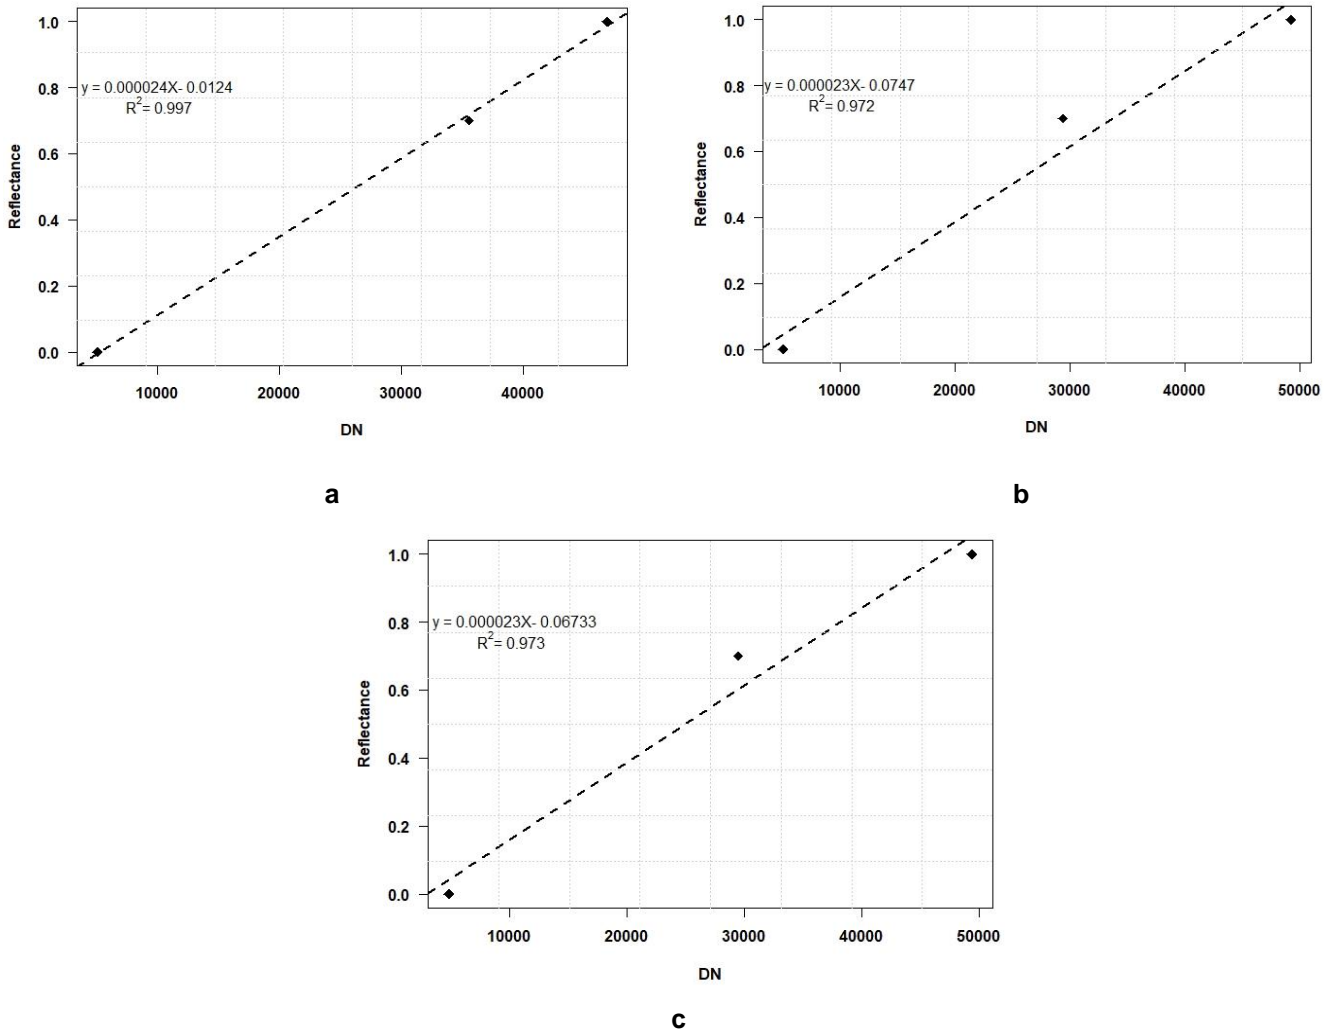 1.0
0.8
0.6
0.4
0.2
0.0
Reflectance
y = 0.000024X- 0.0124
R2= 0.997
10000 20000 30000 40000
DN
a
1.0
0.8
0.6
0.4
0.2
0.0
Reflectance
y = 0.000023X- 0.0747
R2= 0.972
10000 20000 30000 40000 50000
DN
b
1.0
0.8
0.6
0.4
0.2
0.0
Reflectance
y = 0.000023X- 0.06733
R2= 0.973
10000 20000 30000 40000 50000
DN
c